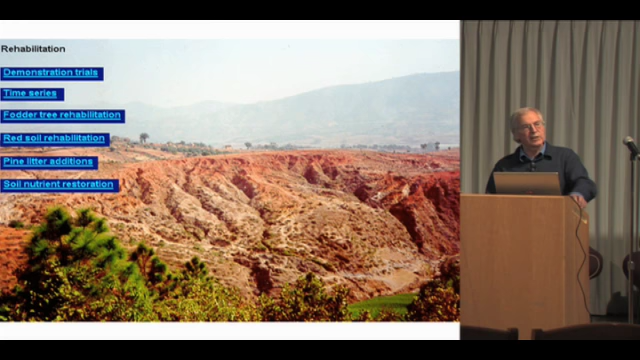 Rehabilitation
Demonstration trials
Time series
Fodder tree rehabilitation
Red soil rehabilitation
Pine litter additions
Soil nutrient restoration